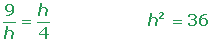 9/h = h/4    h² = 36